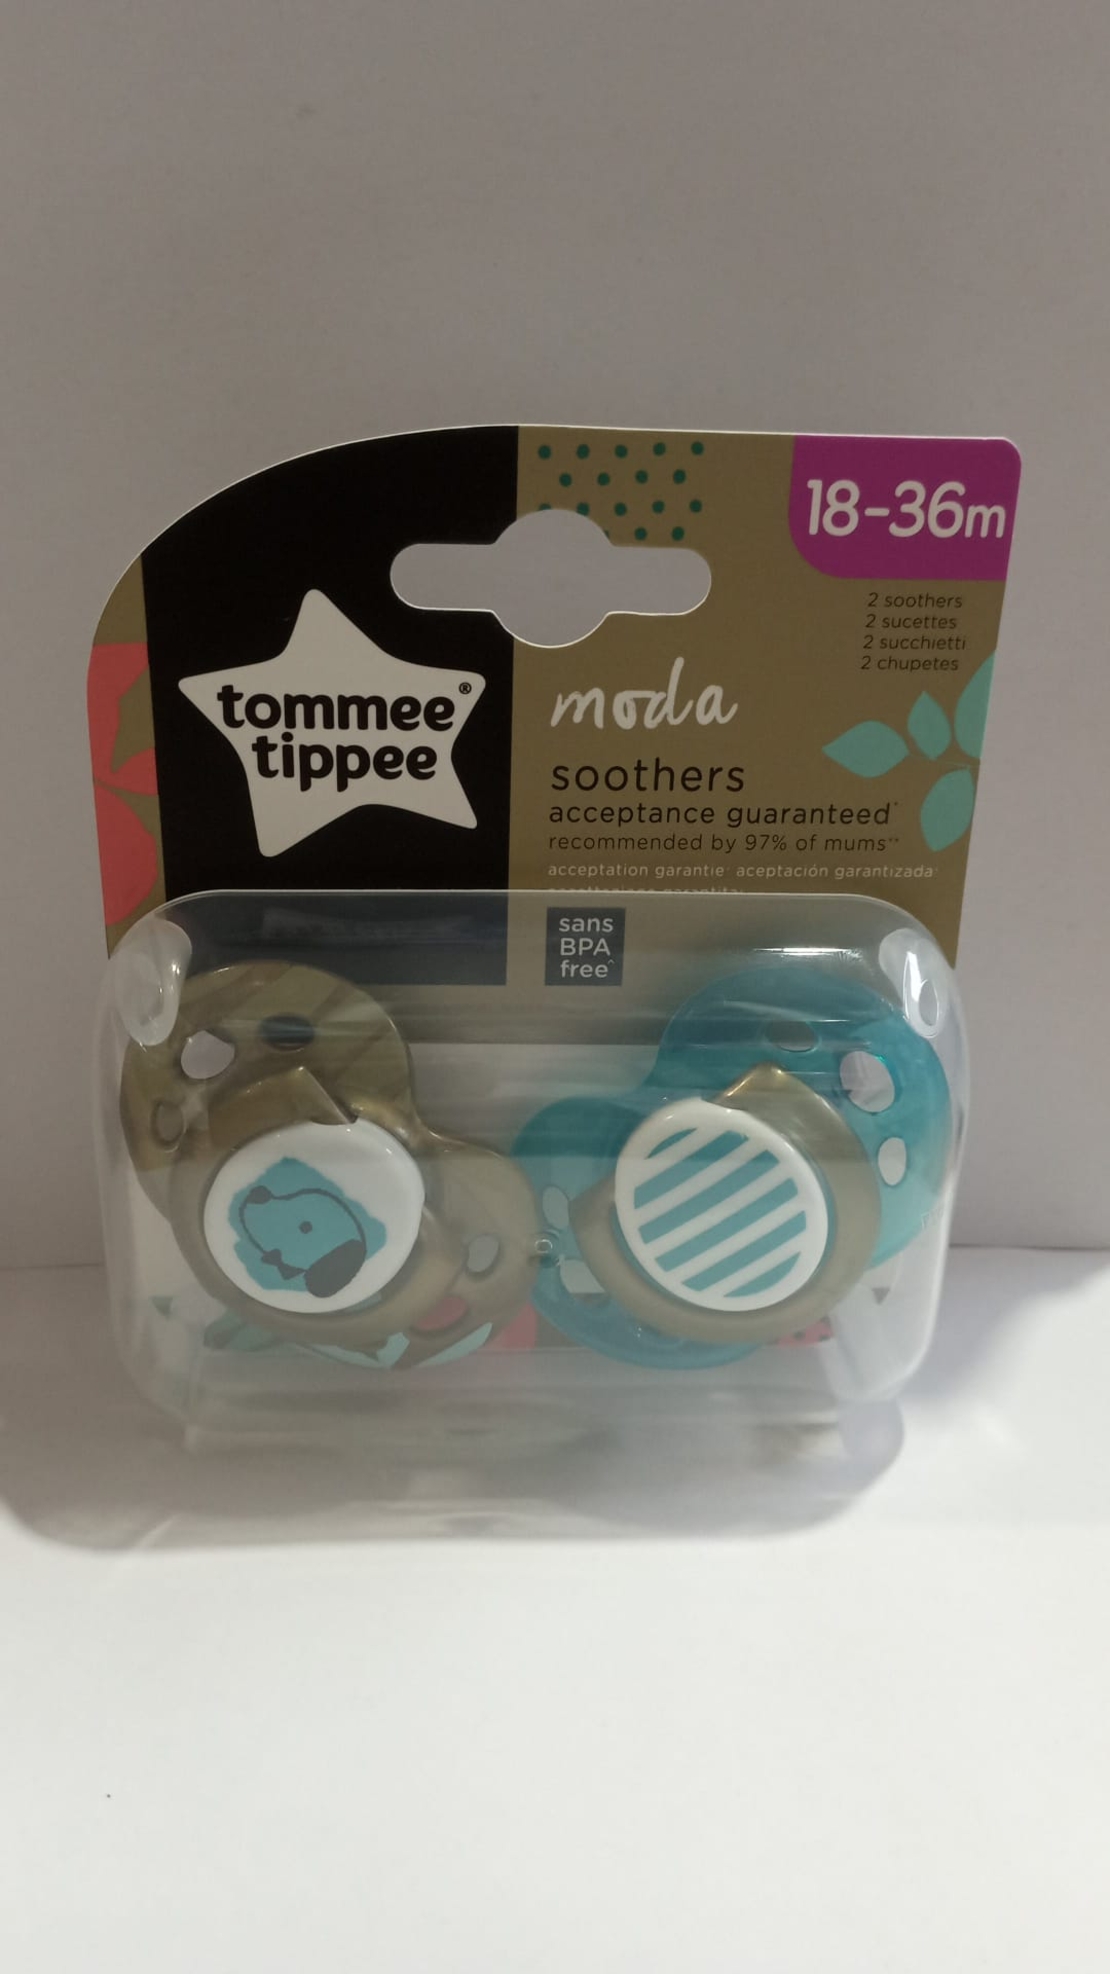 18-36m
2 soothers
2 sucettes
2 succhietti
2 chupetes
tommee®
tippee
moda
soothers
acceptance guaranteed*
recommended by 97% of mums**
acceptation garantie* aceptación garantizada*
sans
BPA
free^